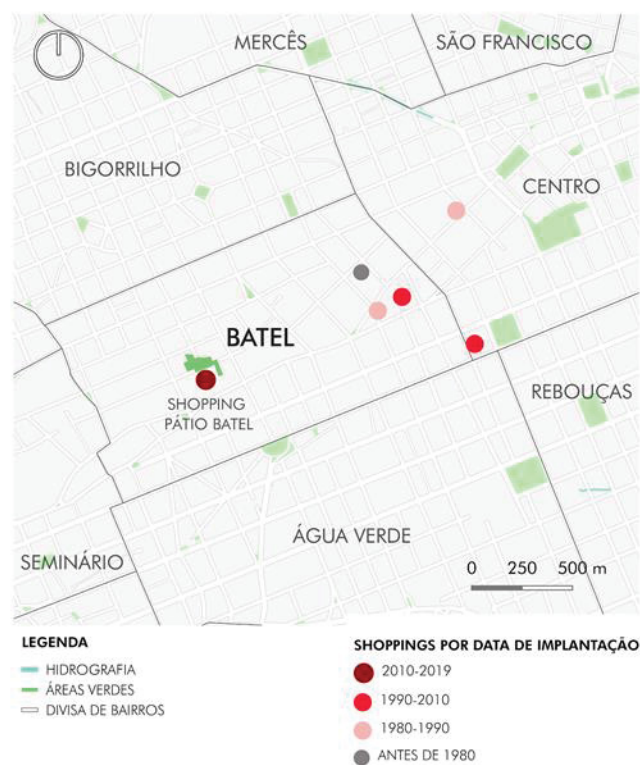 MERCÊS
SÃO FRANCISCO
BIGORRILHO
CENTRO
BATEL
SHOPPING
PÁTIO BATEL
REBOUÇAS
ÁGUA VERDE
SEMINÁRIO
0 250 500 m
LEGENDA
HIDROGRAFIA
ÁREAS VERDES
DIVISA DE BAIRROS
SHOPPINGS POR DATA DE IMPLANTAÇÃO
2010-2019
1990-2010
1980-1990
ANTES DE 1980